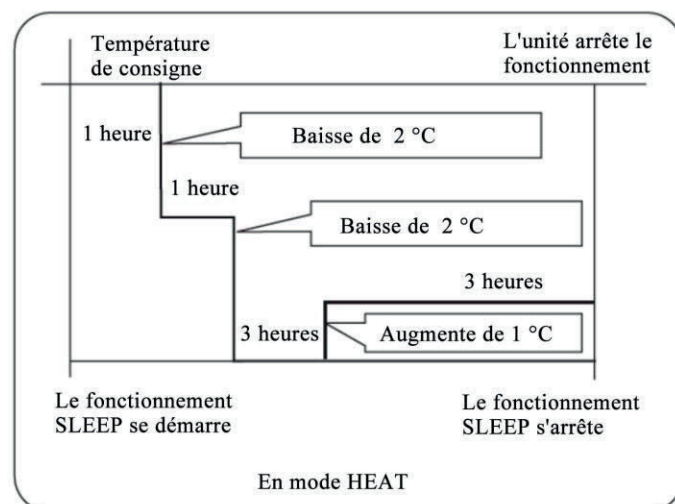 Température
de consigne
L'unité arrête le
fonctionnement
1 heure
Baisse de 2 °C
1 heure
Baisse de 2 °C
3 heures
3 heures
Augmente de 1 °C
Le fonctionnement
SLEEP se démarre
Le fonctionnement
SLEEP s'arrête
En mode HEAT